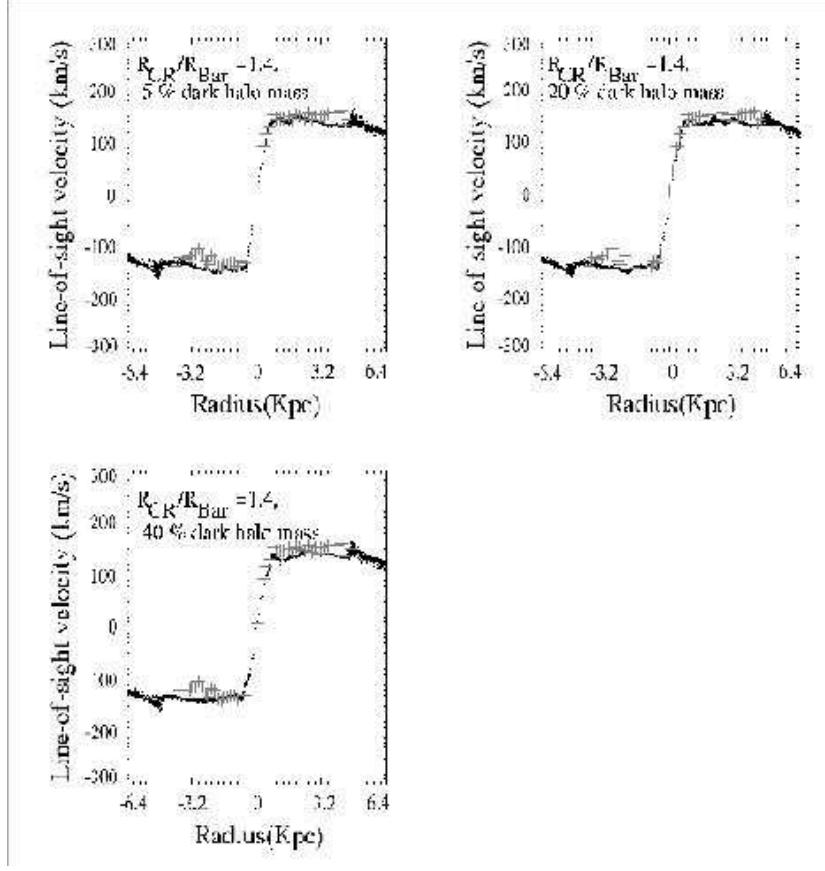 300
200
100
0
-100
-200
-300
Line-of-sight velocity (km/s)
R_CR/R_Bar =1.4,
5 % dark halo mass
-6.4 -3.2 0 3.2 6.4
Radius(Kpc)
300
200
100
0
-100
-200
-300
Line of sight velocity (km/s)
R_CR/R_Bar =1.4,
20 % dark halo mass
-6.4 -3.2 0 3.2 6.4
Radius(Kpc)
300
200
100
0
-100
-200
-300
Line-of-sight velocity (km/s)
R_CR/R_Bar =1.4,
40 % dark halo mass
-6.4 -3.2 0 3.2 6.4
Radius(Kpc)